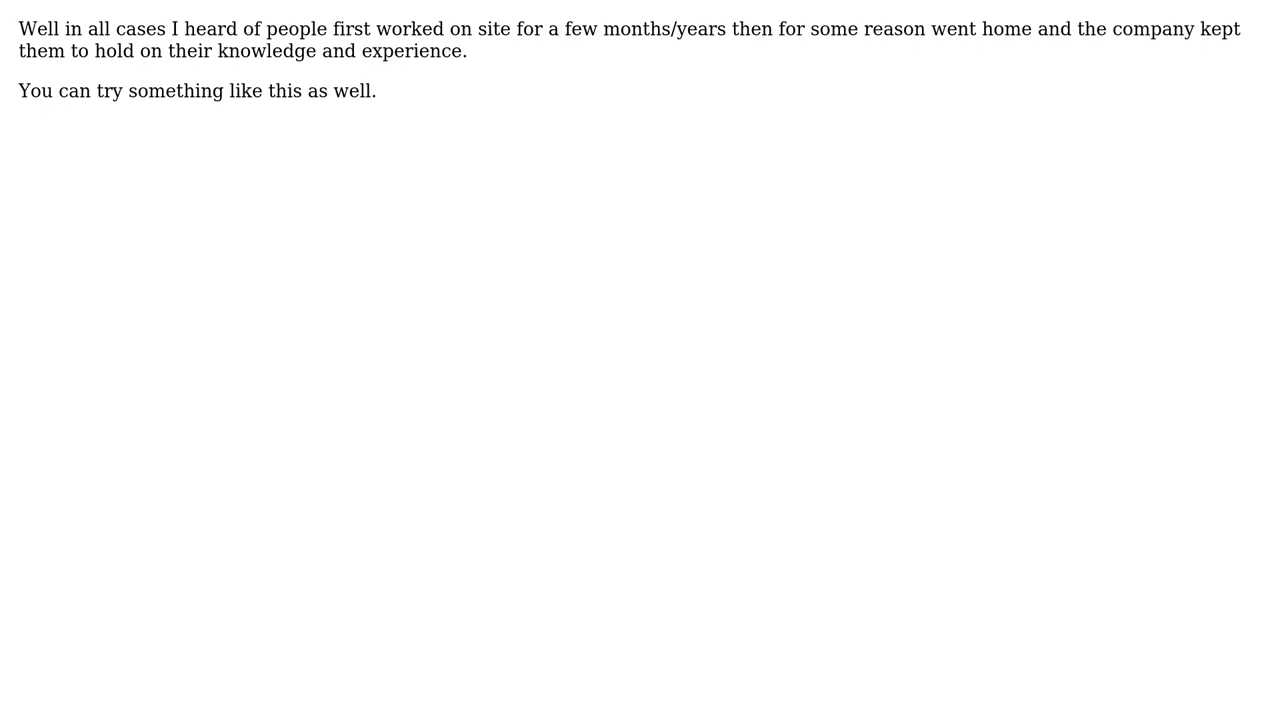 Well in all cases I heard of people first worked on site for a few months/years then for some reason went home and the company kept
them to hold on their knowledge and experience.
You can try something like this as well.